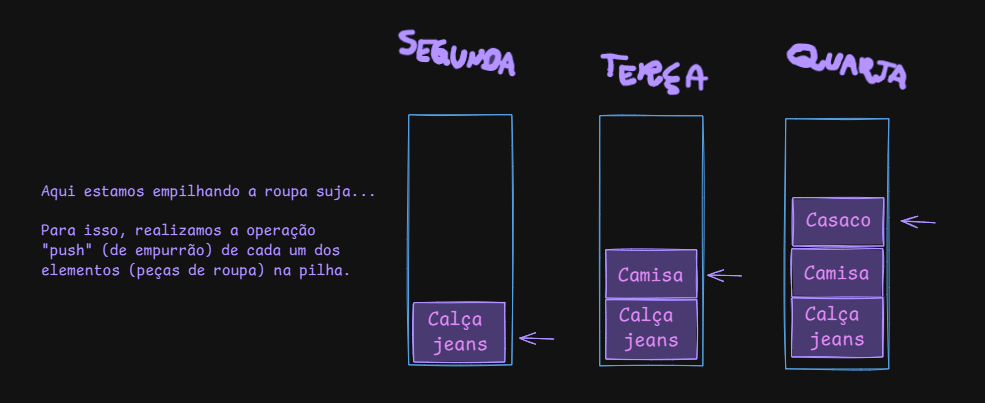 SEGUNDA
TERÇA
QUARTA
Aqui estamos empilhando a roupa suja...
Para isso, realizamos a operação
"push" (de empurrão) de cada um dos
elementos (peças de roupa) na pilha.
Calça
jeans
Camisa
Calça
jeans
Casaco
Camisa
Calça
jeans